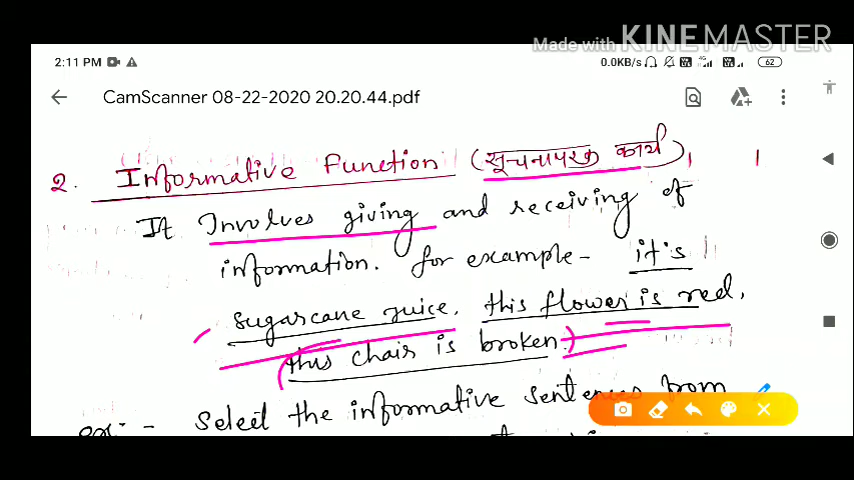 Made with KINEMASTER
2:11 PM
0.0KB/s
62
CamScanner 08-22-2020 20.20.44.pdf
2. Informative Function (सूचनापरक कार्य)
It Involves giving and receiving of
information. for example- it's
sugarcane juice. this flower is red,
this chair is broken.
Ex:- Select the informative sentences from